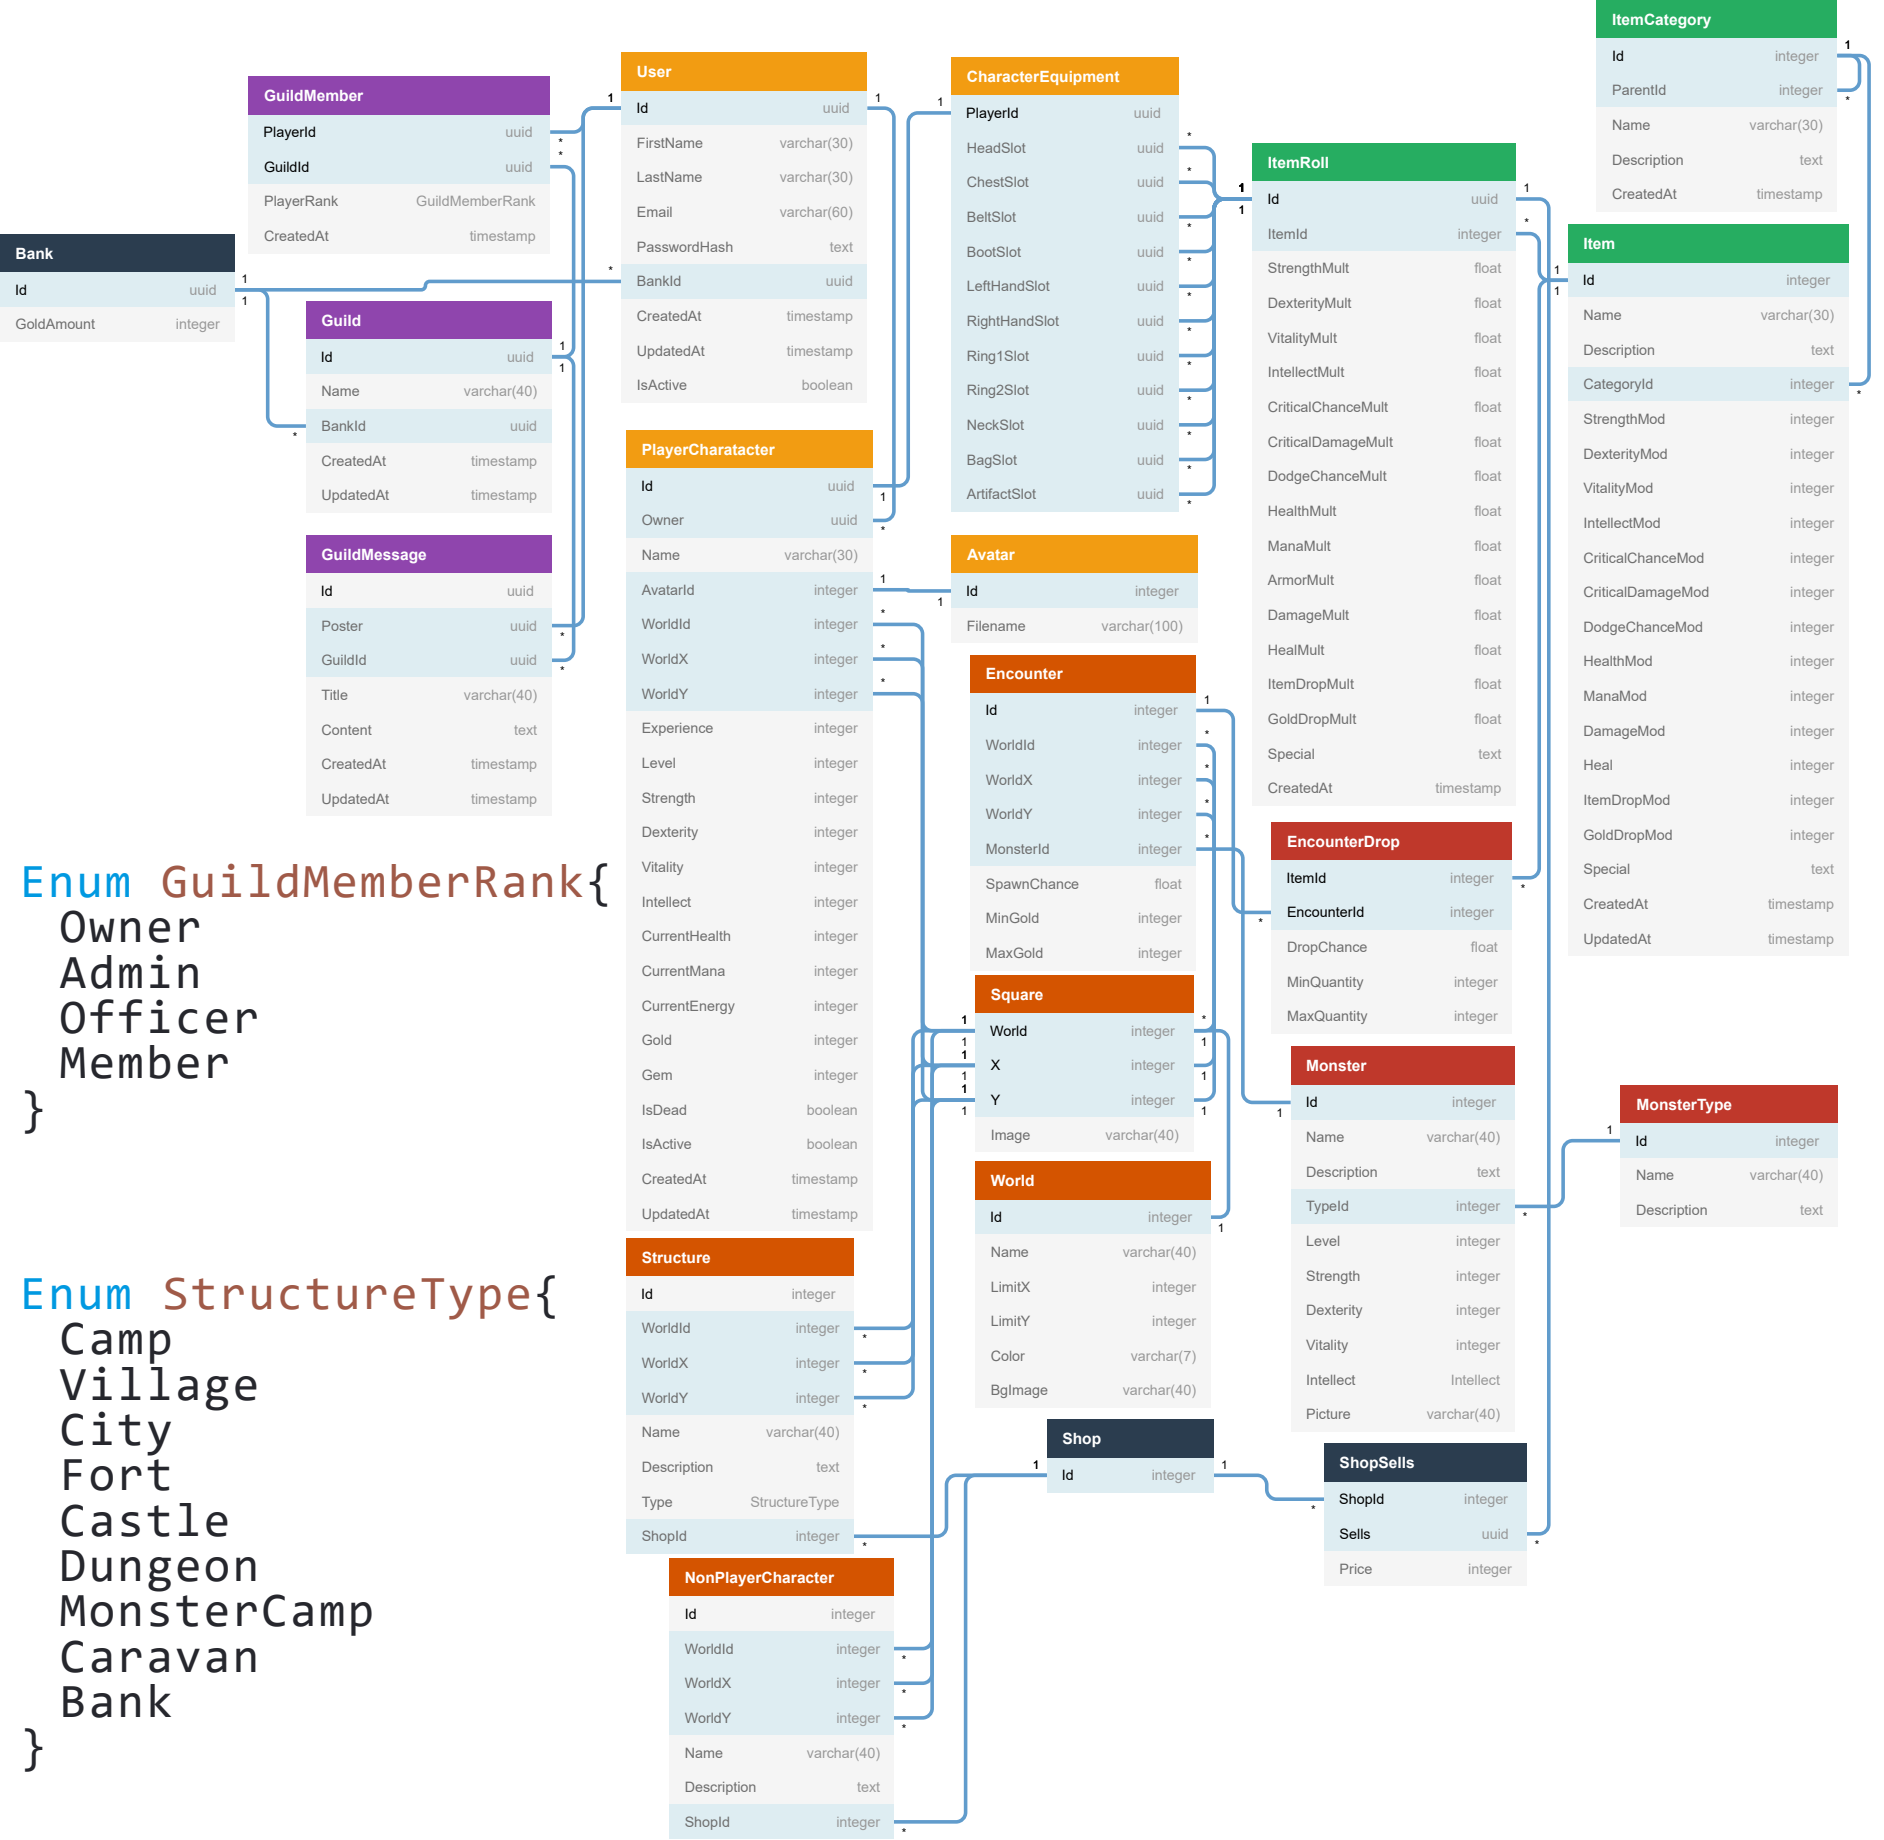 GuildMember
PlayerId uuid
GuildId uuid
PlayerRank GuildMemberRank
CreatedAt timestamp
Bank
Id uuid
GoldAmount integer
Guild
Id uuid
Name varchar(40)
BankId uuid
CreatedAt timestamp
UpdatedAt timestamp
GuildMessage
Id uuid
Poster uuid
GuildId uuid
Title varchar(40)
Content text
CreatedAt timestamp
UpdatedAt timestamp
Enum GuildMemberRank{
Owner
Admin
Officer
Member
}
Enum StructureType{
Camp
Village
City
Fort
Castle
Dungeon
MonsterCamp
Caravan
Bank
}
User
Id uuid
FirstName varchar(30)
LastName varchar(30)
Email varchar(60)
PasswordHash text
BankId uuid
CreatedAt timestamp
UpdatedAt timestamp
IsActive boolean
PlayerCharatacter
Id uuid
Owner uuid
Name varchar(30)
AvatarId integer
WorldId integer
WorldX integer
WorldY integer
Experience integer
Level integer
Strength integer
Dexterity integer
Vitality integer
Intellect integer
CurrentHealth integer
CurrentMana integer
CurrentEnergy integer
Gold integer
Gem integer
IsDead boolean
IsActive boolean
CreatedAt timestamp
UpdatedAt timestamp
Structure
Id integer
WorldId integer
WorldX integer
WorldY integer
Name varchar(40)
Description text
Type StructureType
ShopId integer
NonPlayerCharacter
Id integer
WorldId integer
WorldX integer
WorldY integer
Name varchar(40)
Description text
ShopId integer
CharacterEquipment
PlayerId uuid
HeadSlot uuid
ChestSlot uuid
BeltSlot uuid
BootSlot uuid
LeftHandSlot uuid
RightHandSlot uuid
Ring1Slot uuid
Ring2Slot uuid
NeckSlot uuid
BagSlot uuid
ArtifactSlot uuid
Avatar
Id integer
Filename varchar(100)
Encounter
Id integer
WorldId integer
WorldX integer
WorldY integer
MonsterId integer
SpawnChance float
MinGold integer
MaxGold integer
Square
World integer
X integer
Y integer
Image varchar(40)
World
Id integer
Name varchar(40)
LimitX integer
LimitY integer
Color varchar(7)
BgImage varchar(40)
Shop
Id integer
ItemRoll
Id uuid
ItemId integer
StrengthMult float
DexterityMult float
VitalityMult float
IntellectMult float
CriticalChanceMult float
CriticalDamageMult float
DodgeChanceMult float
HealthMult float
ManaMult float
ArmorMult float
DamageMult float
HealMult float
ItemDropMult float
GoldDropMult float
Special text
CreatedAt timestamp
EncounterDrop
ItemId integer
EncounterId integer
DropChance float
MinQuantity integer
MaxQuantity integer
Monster
Id integer
Name varchar(40)
Description text
TypeId integer
Level integer
Strength integer
Dexterity integer
Vitality integer
Intellect Intellect
Picture varchar(40)
ShopSells
ShopId integer
Sells uuid
Price integer
ItemCategory
Id integer
ParentId integer
Name varchar(30)
Description text
CreatedAt timestamp
Item
Id integer
Name varchar(30)
Description text
CategoryId integer
StrengthMod integer
DexterityMod integer
VitalityMod integer
IntellectMod integer
CriticalChanceMod integer
CriticalDamageMod integer
DodgeChanceMod integer
HealthMod integer
ManaMod integer
DamageMod integer
Heal integer
ItemDropMod integer
GoldDropMod integer
Special text
CreatedAt timestamp
UpdatedAt timestamp
MonsterType
Id integer
Name varchar(40)
Description text